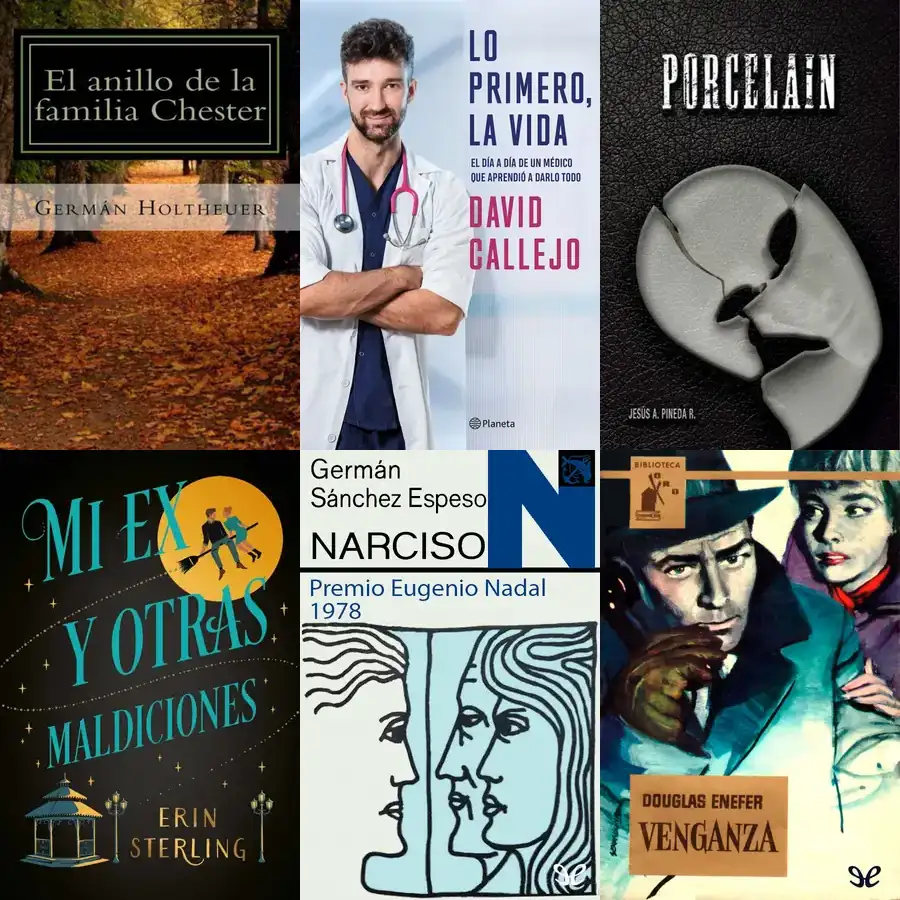 El anillo de la
familia Chester
Germán Holtheuer
LO
PRIMERO,
LA VIDA
EL DÍA A DÍA DE UN MÉDICO
QUE APRENDIÓ A DARLO TODO
DAVID
CALLEJO
Planeta
PORCELAIN
JESÚS A. PINEDA R.
MI EX
Y OTRAS
MALDICIONES
ERIN
STERLING
Germán
Sánchez Espeso
NARCISO
N
Premio Eugenio Nadal
1978
BIBLIOTECA
ORO
DOUGLAS ENEFER
VENGANZA